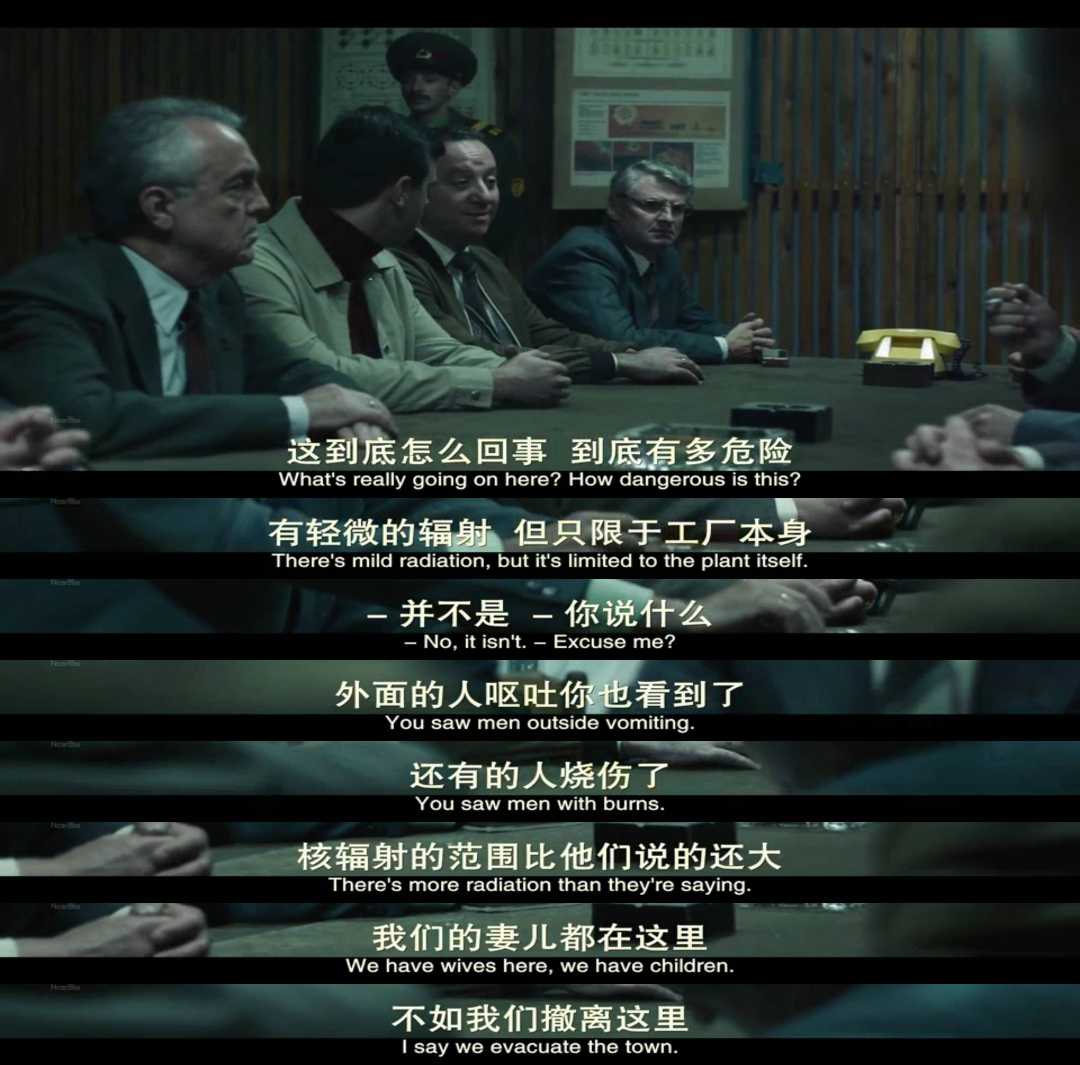 这到底怎么回事 到底有多危险
What's really going on here? How dangerous is this?
有轻微的辐射 但只限于工厂本身
There's mild radiation, but it's limited to the plant itself.
– 并不是 – 你说什么
– No, it isn't. – Excuse me?
外面的人呕吐你也看到了
You saw men outside vomiting.
还有的人烧伤了
You saw men with burns.
核辐射的范围比他们说的还大
There's more radiation than they're saying.
我们的妻儿都在这里
We have wives here, we have children.
不如我们撤离这里
I say we evacuate the town.